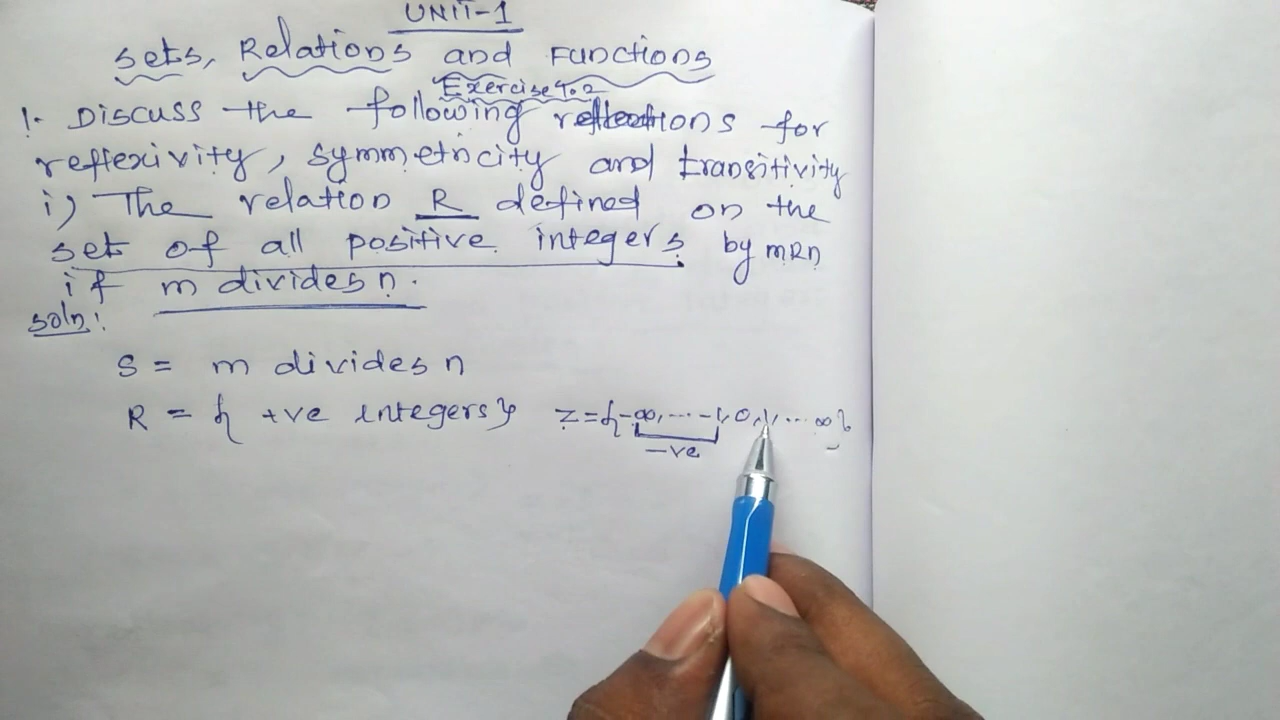 UNIT-1
Sets, Relations and Functions
Exercise 1.2
1. Discuss the following relations for
reflexivity, symmetricity and transitivity
i) The relation R defined on the
set of all positive integers by mRn
if m divides n.
soln:
S = m divides n
R = { +ve integers} Z={-∞,...-1,0,1,...∞}
-ve